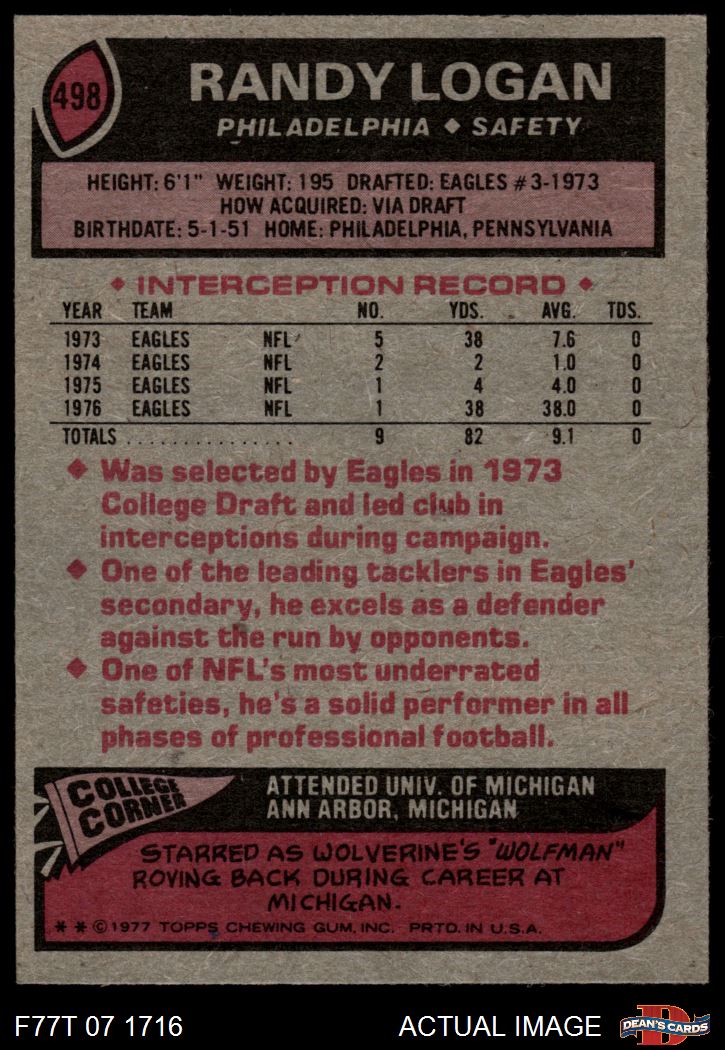 498
RANDY LOGAN
PHILADELPHIA ◆ SAFETY
HEIGHT: 6'1" WEIGHT: 195 DRAFTED: EAGLES #3-1973
HOW ACQUIRED: VIA DRAFT
BIRTHDATE: 5-1-51 HOME: PHILADELPHIA, PENNSYLVANIA
◆ INTERCEPTION RECORD ◆
YEAR TEAM NO. YDS. AVG. TDS.
1973 EAGLES NFL 5 38 7.6 0
1974 EAGLES NFL 2 2 1.0 0
1975 EAGLES NFL 1 4 4.0 0
1976 EAGLES NFL 1 38 38.0 0
TOTALS ................ 9 82 9.1 0
◆ Was selected by Eagles in 1973
College Draft and led club in
interceptions during campaign.
◆ One of the leading tacklers in Eagles'
secondary, he excels as a defender
against the run by opponents.
◆ One of NFL's most underrated
safeties, he's a solid performer in all
phases of professional football.
COLLEGE
CORNER
ATTENDED UNIV. OF MICHIGAN
ANN ARBOR, MICHIGAN
STARRED AS WOLVERINE'S "WOLFMAN"
ROVING BACK DURING CAREER AT
MICHIGAN.
* * © 1977 TOPPS CHEWING GUM, INC. PRTD. IN U.S.A.
F77T 07 1716 ACTUAL IMAGE
D
DEAN'S CARDS